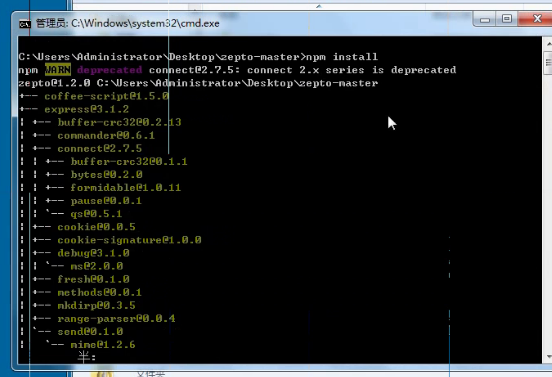 管理员: C:\Windows\system32\cmd.exe
C:\Users\Administrator\Desktop\zepto-master>npm install
npm WARN deprecated connect@2.7.5: connect 2.x series is deprecated
zepto@1.2.0 C:\Users\Administrator\Desktop\zepto-master
+-- coffee-script@1.5.0
+-- express@3.1.2
| +-- buffer-crc32@0.2.13
| +-- commander@0.6.1
| +-- connect@2.7.5
| | +-- buffer-crc32@0.1.1
| | +-- bytes@0.2.0
| | +-- formidable@1.0.11
| | +-- pause@0.0.1
| | `-- qs@0.5.1
| +-- cookie@0.0.5
| +-- cookie-signature@1.0.0
| +-- debug@3.1.0
| | `-- ms@2.0.0
| +-- fresh@0.1.0
| +-- methods@0.0.1
| +-- mkdirp@0.3.5
| +-- range-parser@0.0.4
| `-- send@0.1.0
|   `-- mime@1.2.6
半: